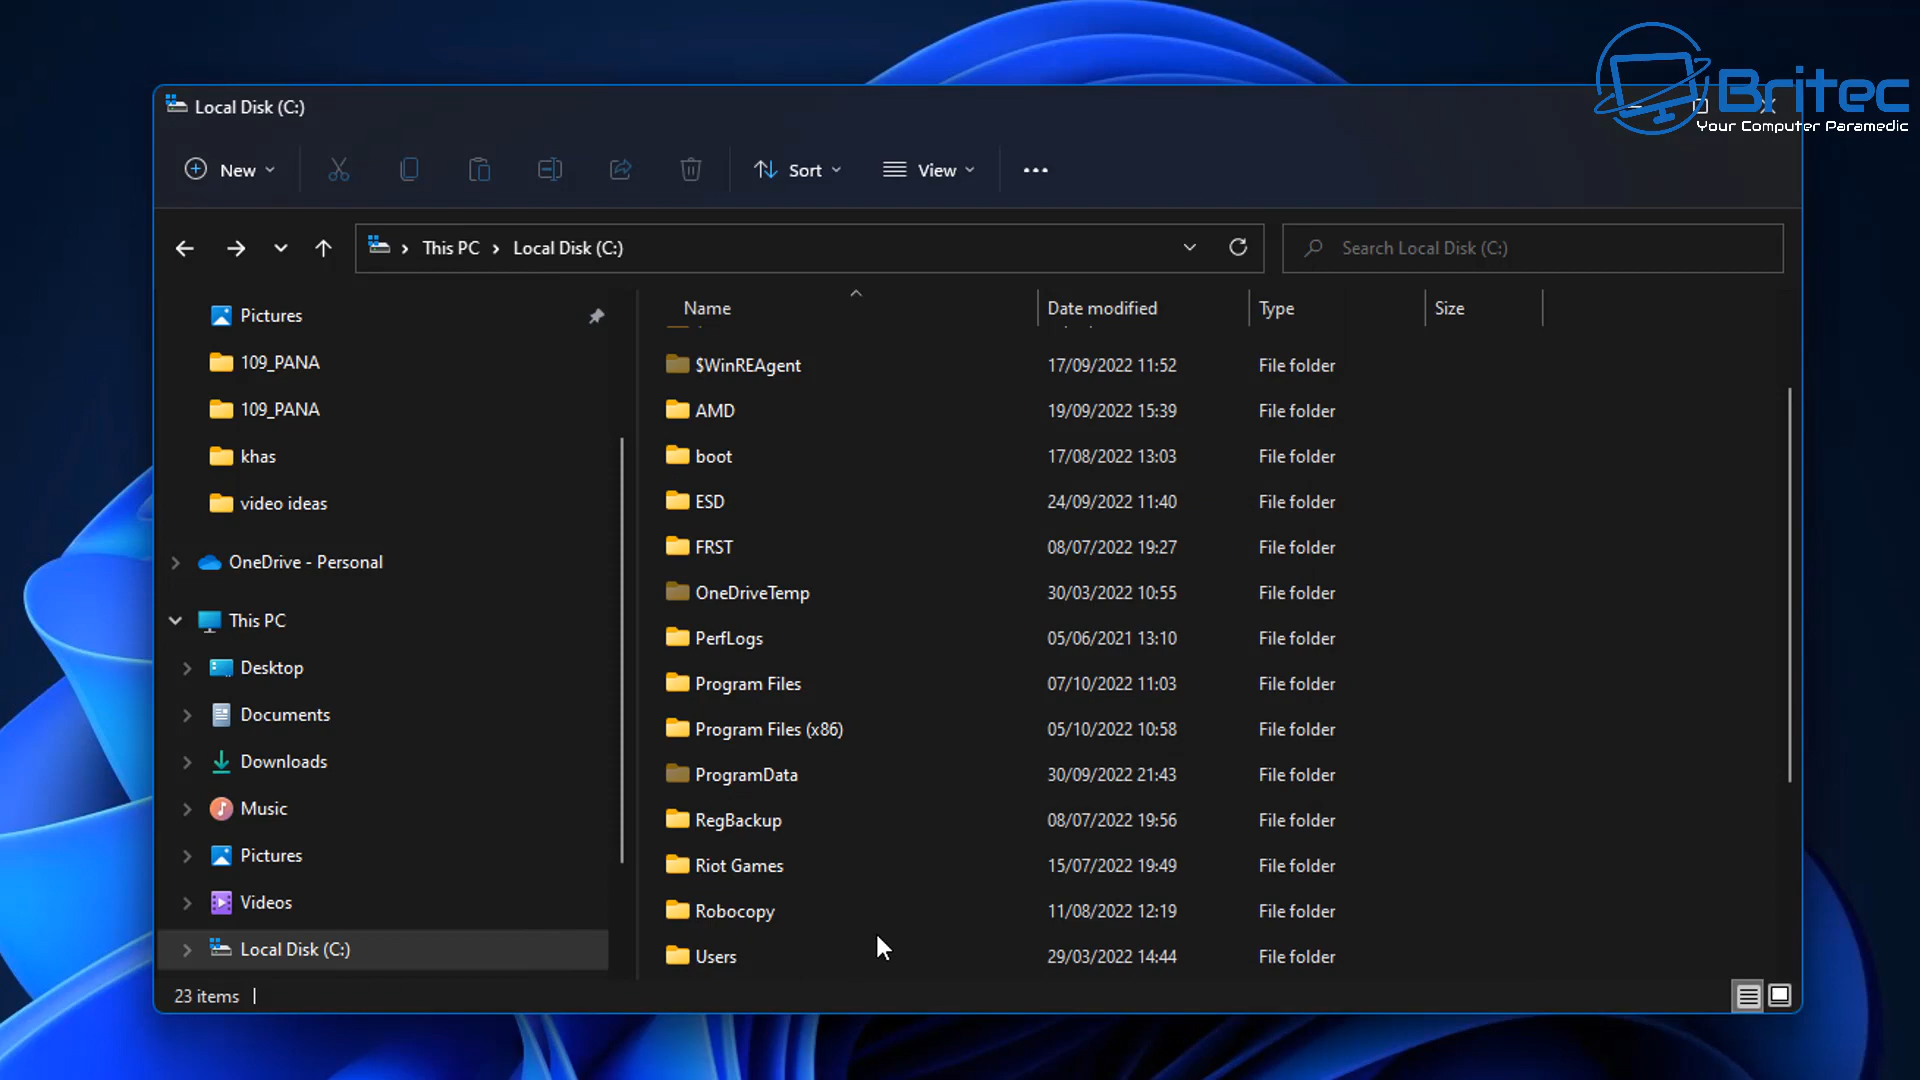 Local Disk (C:)
Britec
Your Computer Paramedic
New
Sort
View
This PC
Local Disk (C:)
Search Local Disk (C:)
Name
Date modified
Type
Size
Pictures
109_PANA
109_PANA
khas
video ideas
OneDrive - Personal
This PC
Desktop
Documents
Downloads
Music
Pictures
Videos
Local Disk (C:)
$WinREAgent 17/09/2022 11:52 File folder
AMD 19/09/2022 15:39 File folder
boot 17/08/2022 13:03 File folder
ESD 24/09/2022 11:40 File folder
FRST 08/07/2022 19:27 File folder
OneDriveTemp 30/03/2022 10:55 File folder
PerfLogs 05/06/2021 13:10 File folder
Program Files 07/10/2022 11:03 File folder
Program Files (x86) 05/10/2022 10:58 File folder
ProgramData 30/09/2022 21:43 File folder
RegBackup 08/07/2022 19:56 File folder
Riot Games 15/07/2022 19:49 File folder
Robocopy 11/08/2022 12:19 File folder
Users 29/03/2022 14:44 File folder
23 items